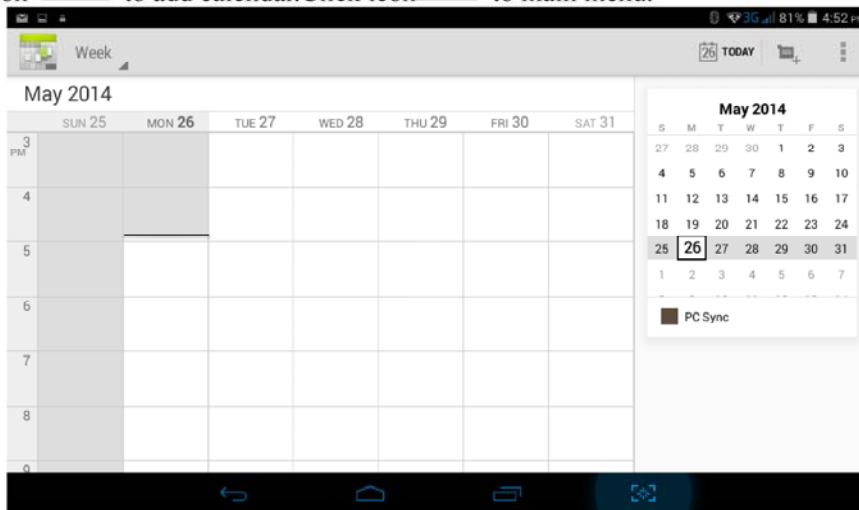 to add calendar. Click icon to main menu.
3G 81% 4:52
Week
26 TODAY
May 2014
SUN 25 MON 26 TUE 27 WED 28 THU 29 FRI 30 SAT 31
3
PM
4
5
6
7
8
9
May 2014
S M T W T F S
27 28 29 30 1 2 3
4 5 6 7 8 9 10
11 12 13 14 15 16 17
18 19 20 21 22 23 24
25 26 27 28 29 30 31
1 2 3 4 5 6 7
PC Sync